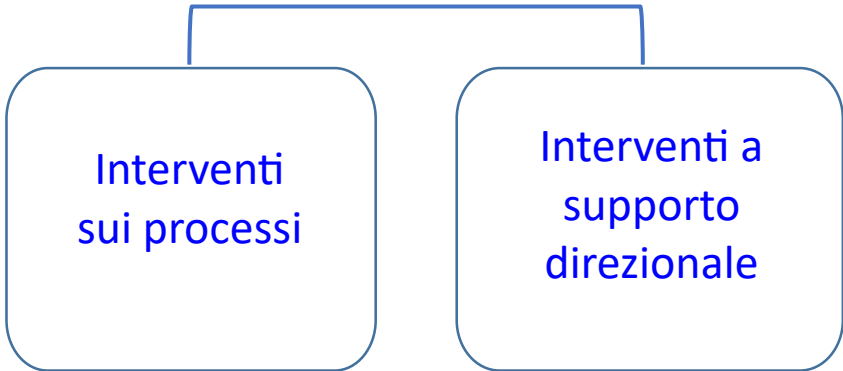 Interventi
sui processi
Interventi a
supporto
direzionale